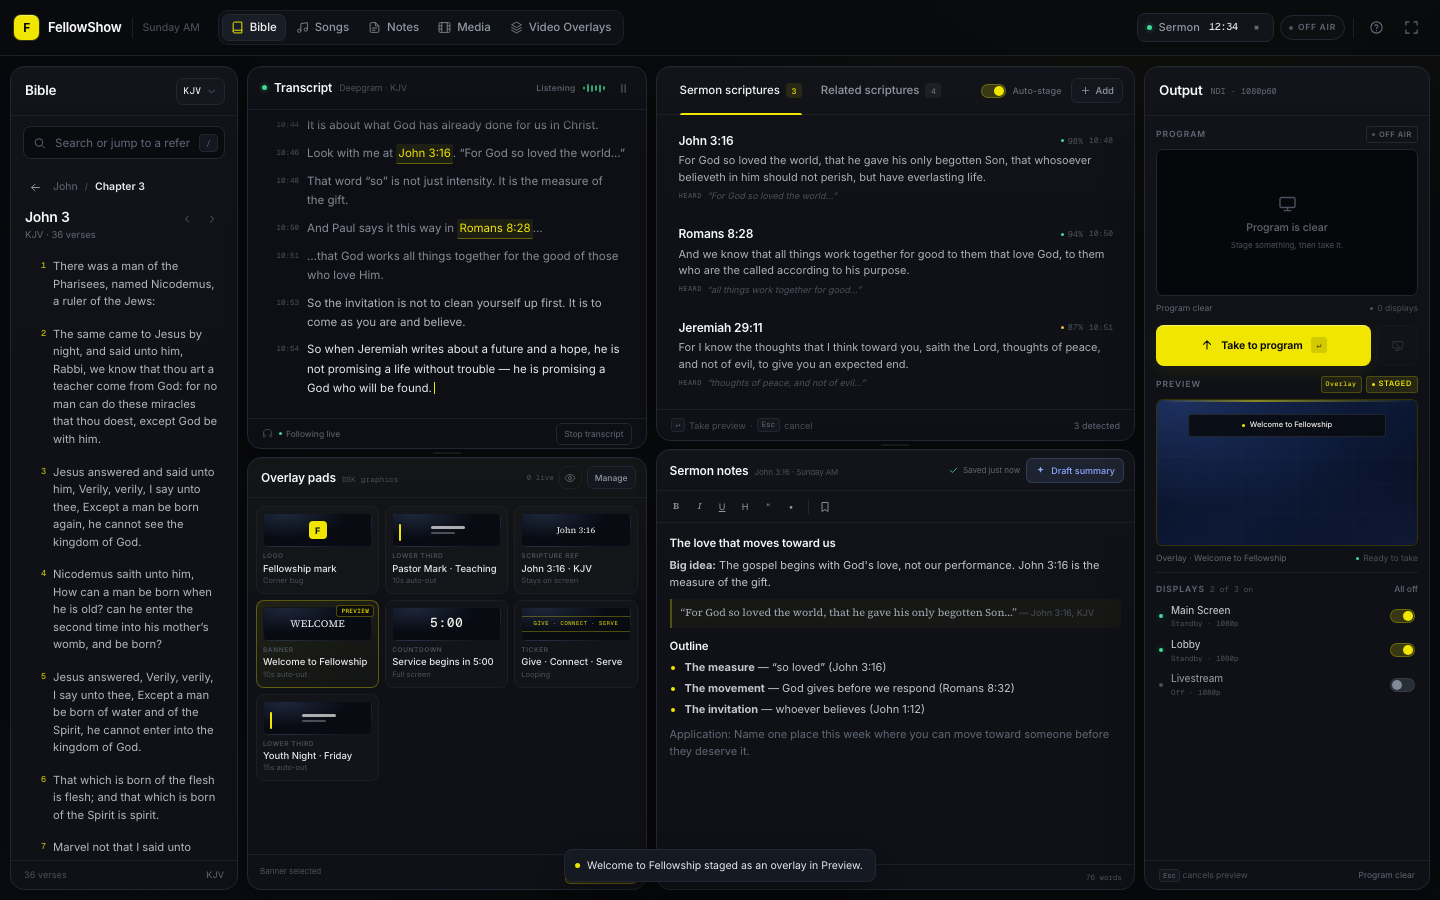 F FellowShow Sunday AM Bible Songs Notes Media Video Overlays Sermon 12:34 OFF AIR
Bible KJV
Search or jump to a refer /
John / Chapter 3
John 3
KJV · 36 verses
1 There was a man of the
Pharisees, named Nicodemus,
a ruler of the Jews:
2 The same came to Jesus by
night, and said unto him,
Rabbi, we know that thou art a
teacher come from God: for no
man can do these miracles
that thou doest, except God be
with him.
3 Jesus answered and said unto
him, Verily, verily, I say unto
thee, Except a man be born
again, he cannot see the
kingdom of God.
4 Nicodemus saith unto him,
How can a man be born when
he is old? can he enter the
second time into his mother’s
womb, and be born?
5 Jesus answered, Verily, verily,
I say unto thee, Except a man
be born of water and of the
Spirit, he cannot enter into the
kingdom of God.
6 That which is born of the flesh
is flesh; and that which is born
of the Spirit is spirit.
7 Marvel not that I said unto
36 verses KJV
Transcript Deepgram · KJV Listening
10:44 It is about what God has already done for us in Christ.
10:46 Look with me at John 3:16. “For God so loved the world…”
10:48 That word “so” is not just intensity. It is the measure of
the gift.
10:50 And Paul says it this way in Romans 8:28…
10:51 …that God works all things together for the good of those
who love Him.
10:53 So the invitation is not to clean yourself up first. It is to
come as you are and believe.
10:54 So when Jeremiah writes about a future and a hope, he is
not promising a life without trouble — he is promising a
God who will be found.
Following live Stop transcript
Overlay pads DSK graphics 0 live Manage
F
LOGO
Fellowship mark
Corner bug
LOWER THIRD
Pastor Mark · Teaching
10s auto-out
John 3:16
SCRIPTURE REF
John 3:16 · KJV
Stays on screen
PREVIEW
WELCOME
BANNER
Welcome to Fellowship
10s auto-out
5:00
COUNTDOWN
Service begins in 5:00
Full screen
GIVE · CONNECT · SERVE
TICKER
Give · Connect · Serve
Looping
LOWER THIRD
Youth Night · Friday
15s auto-out
Banner selected
Sermon scriptures 3 Related scriptures 4 Auto-stage + Add
John 3:16 98% 10:48
For God so loved the world, that he gave his only begotten Son, that whosoever
believeth in him should not perish, but have everlasting life.
HEARD “For God so loved the world…”
Romans 8:28 94% 10:50
And we know that all things work together for good to them that love God, to them
who are the called according to his purpose.
HEARD “all things work together for good…”
Jeremiah 29:11 87% 10:51
For I know the thoughts that I think toward you, saith the Lord, thoughts of peace,
and not of evil, to give you an expected end.
HEARD “thoughts of peace, and not of evil…”
↵ Take preview · Esc cancel 3 detected
Sermon notes John 3:16 · Sunday AM Saved just now Draft summary
B I U H " •
The love that moves toward us
Big idea: The gospel begins with God's love, not our performance. John 3:16 is the
measure of the gift.
“For God so loved the world, that he gave his only begotten Son…” — John 3:16, KJV
Outline
• The measure — “so loved” (John 3:16)
• The movement — God gives before we respond (Romans 8:32)
• The invitation — whoever believes (John 1:12)
Application: Name one place this week where you can move toward someone before
they deserve it.
76 words
Welcome to Fellowship staged as an overlay in Preview.
Output NDI · 1080p60
PROGRAM OFF AIR
Program is clear
Stage something, then take it.
Program clear 0 displays
Take to program ↵
PREVIEW Overlay STAGED
Welcome to Fellowship
Overlay · Welcome to Fellowship Ready to take
DISPLAYS 2 of 3 on All off
Main Screen
Standby · 1080p
Lobby
Standby · 1080p
Livestream
Off · 1080p
Esc cancels preview Program clear